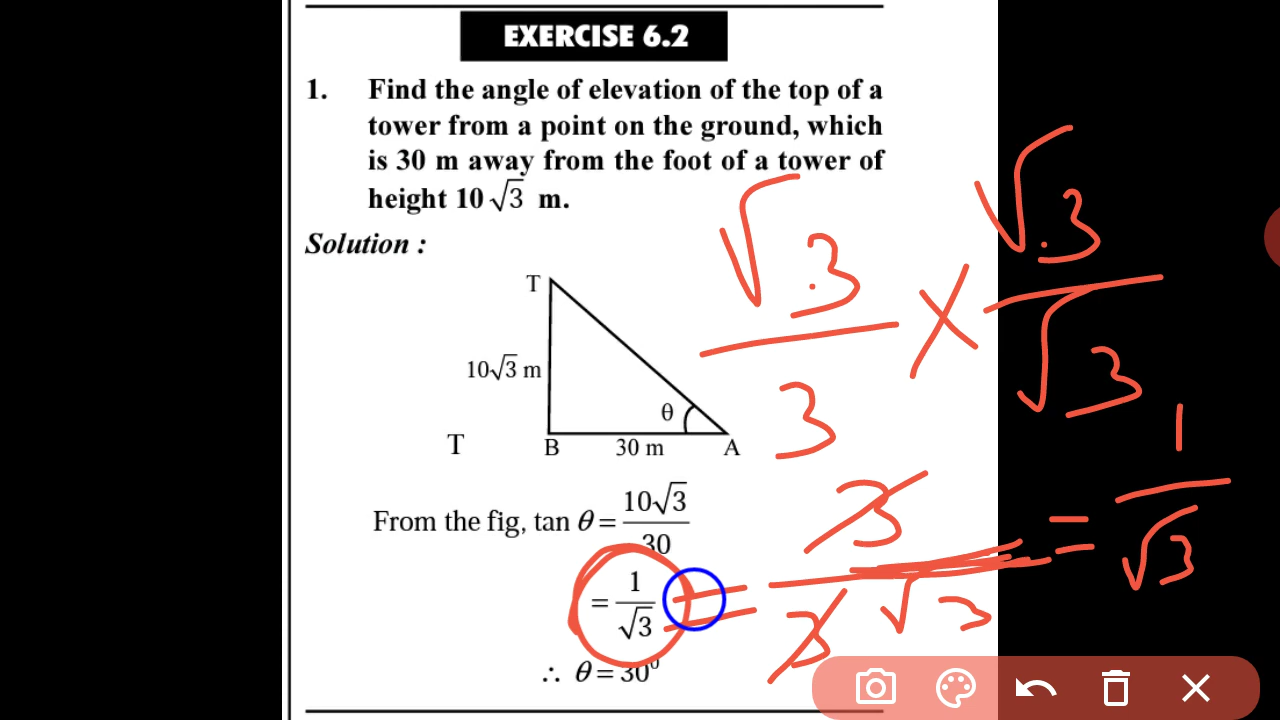 EXERCISE 6.2
1. Find the angle of elevation of the top of a
tower from a point on the ground, which
is 30 m away from the foot of a tower of
height 10 √3 m.
Solution :
T
10√3 m
θ
T
B
30 m
A
From the fig, tan θ = 10√3 / 30
= 1/√3
∴ θ = 30⁰
√3/3 × √3/√3
= 3/3√3 = 1/√3